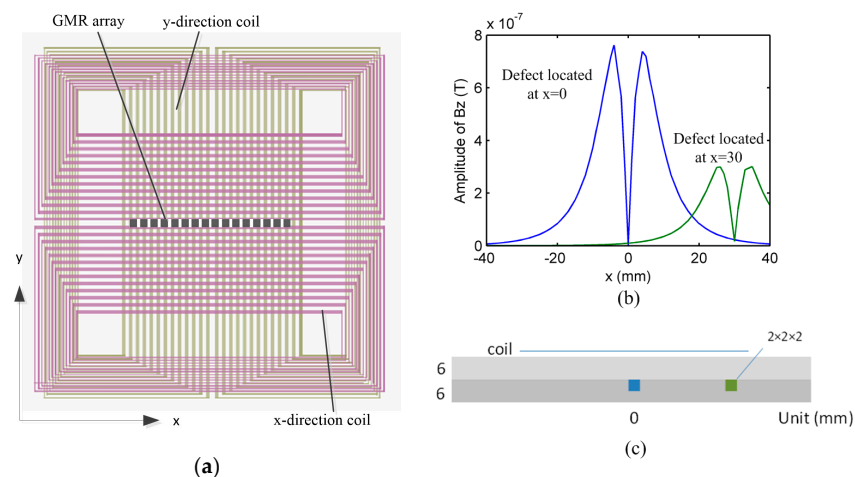 GMR array
y-direction coil
y
x
x-direction coil
(a)
x 10-7
8
6
4
2
0
-40
-20
0
20
40
Amplitude of Bz (T)
x (mm)
Defect located
at x=0
Defect located
at x=30
(b)
coil
2×2×2
6
6
0
Unit (mm)
(c)